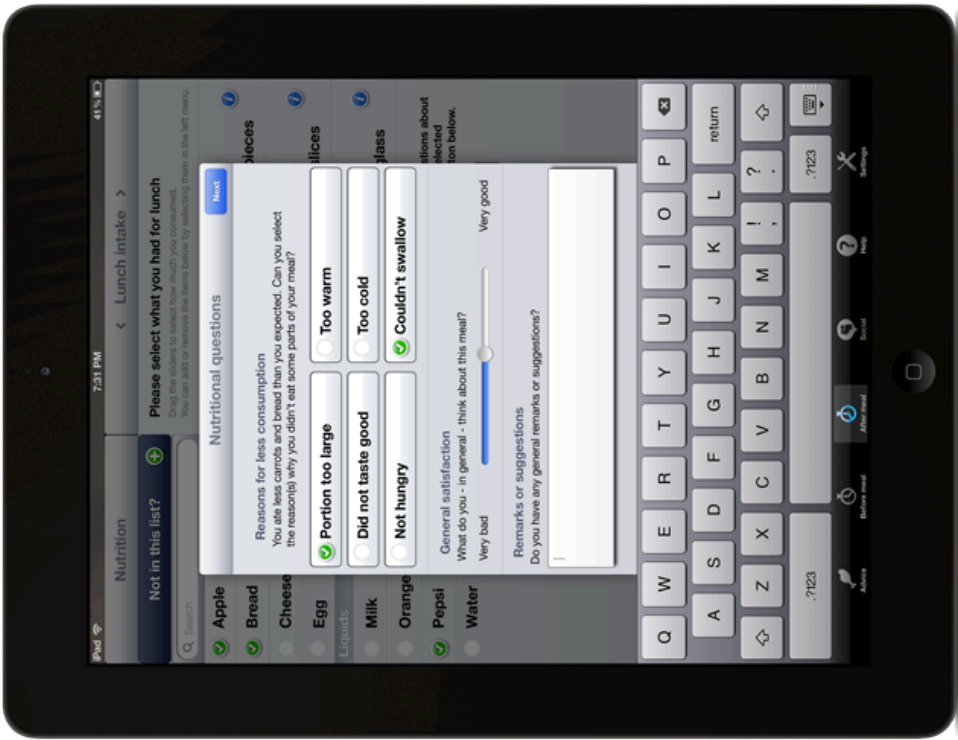 iPad
7:31 PM
41 %
Nutrition
< Lunch intake >
Not in this list?
Please select what you had for lunch
Drag the sliders to select how much you consumed.
You can add or remove the items below by selecting them in the left menu.
Search
Apple
Bread
Cheese
Egg
Liquids
Milk
Orange
Pepsi
Water
pieces
slices
glass
about
below.
Nutritional questions
Next
Reasons for less consumption
You ate less carrots and bread than you expected. Can you select
the reason(s) why you didn't eat some parts of your meal?
Portion too large
Too warm
Did not taste good
Too cold
Not hungry
Couldn't swallow
General satisfaction
What do you - in general - think about this meal?
Very bad
Very good
Remarks or suggestions
Do you have any general remarks or suggestions?
Q W E R T Y U I O P
A S D F G H J K L return
Z X C V B N M ! , ? .
.?123 .?123
Advice
Before meal
After meal
Social
Help
Settings